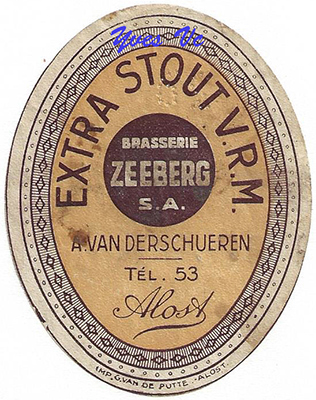 EXTRA STOUT V.R.M.
BRASSERIE
ZEEBERG
S.A.
A. VAN DERSCHUEREN
TÉL. 53
Alost
IMP. G. VAN DE PUTTE - ALOST.